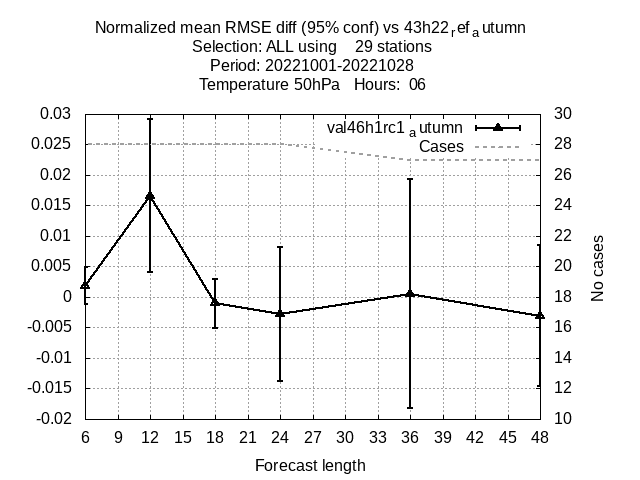 Normalized mean RMSE diff (95% conf) vs 43h22refautumn
Selection: ALL using 29 stations
Period: 20221001-20221028
Temperature 50hPa Hours: 06
val46h1rc1autumn
Cases
0.03
0.025
0.02
0.015
0.01
0.005
0
-0.005
-0.01
-0.015
-0.02
30
28
26
24
22
20
18
16
14
12
10
No cases
6 9 12 15 18 21 24 27 30 33 36 39 42 45 48
Forecast length